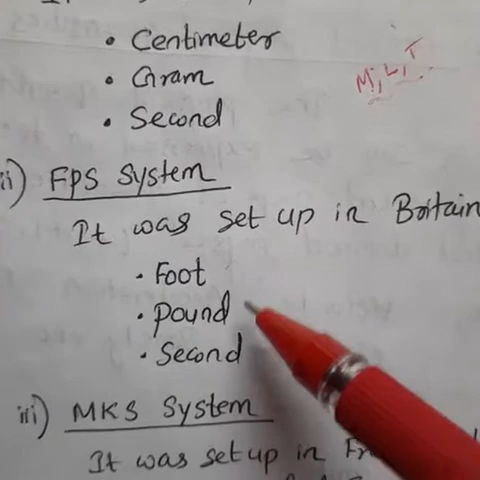 • Centimeter
• Gram
M, L, T
• Second
ii) FPS System
It was set up in Britain
• Foot
• Pound
• Second
iii) MKS System
It was set up in